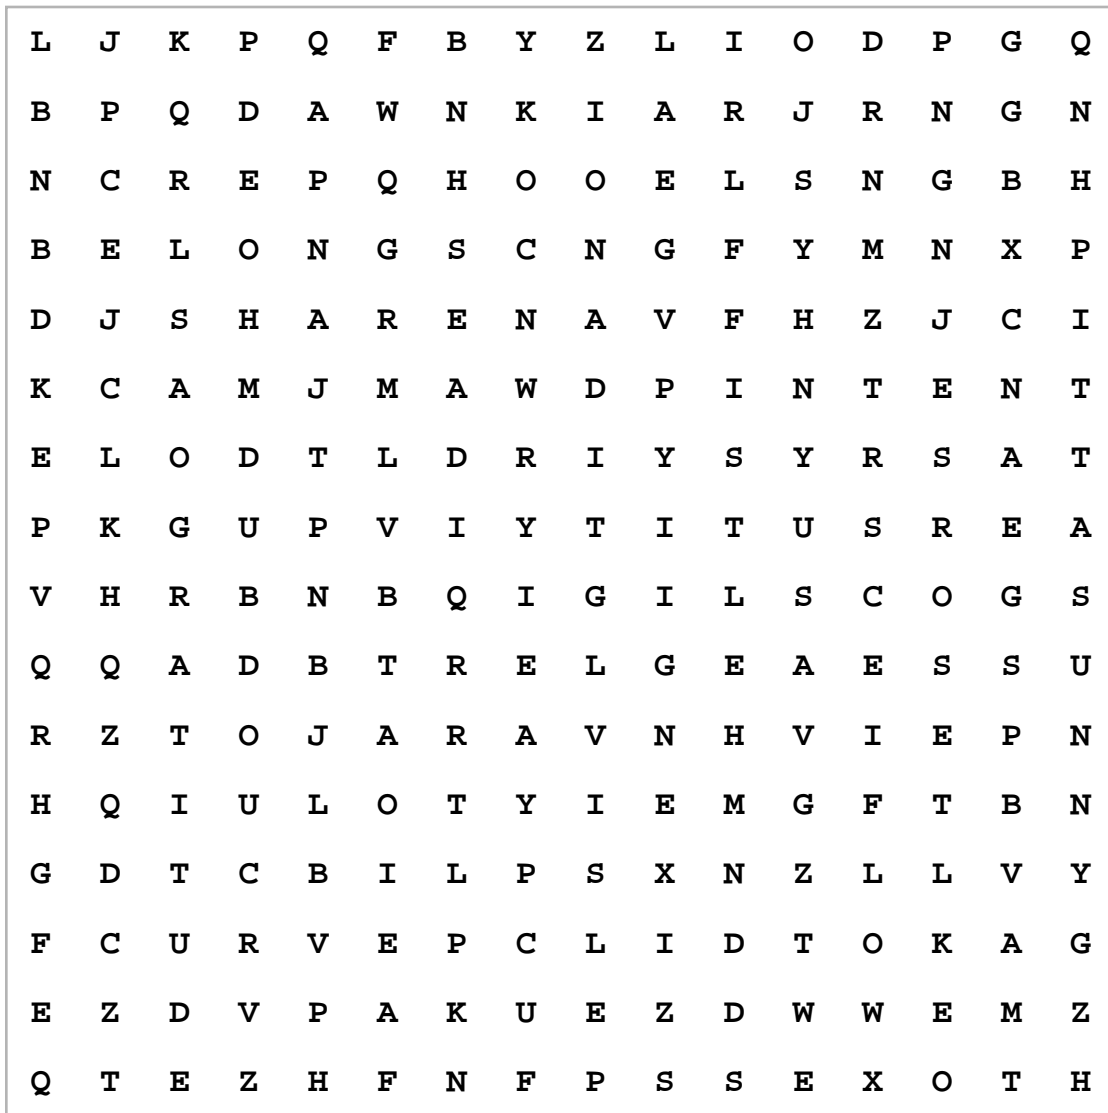 L J K P Q F B Y Z L I O D P G Q
B P Q D A W N K I A R J R N G N
N C R E P Q H O O E L S N G B H
B E L O N G S C N G F Y M N X P
D J S H A R E N A V F H Z J C I
K C A M J M A W D P I N T E N T
E L O D T L D R I Y S Y R S A T
P K G U P V I Y T I T U S R E A
V H R B N B Q I G I L S C O G S
Q Q A D B T R E L G E A E S S U
R Z T O J A R A V N H V I E P N
H Q I U L O T Y I E M G F T B N
G D T C B I L P S X N Z L L V Y
F C U R V E P C L I D T O K A G
E Z D V P A K U E Z D W W E M Z
Q T E Z H F N F P S S E X O T H